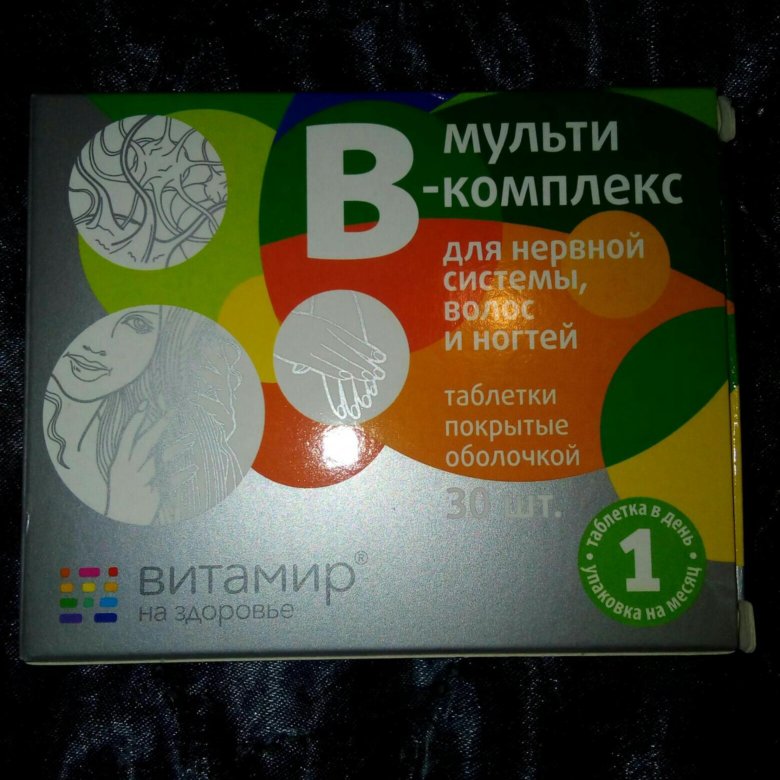 В
мульти
-комплекс
для нервной
системы,
волос
и ногтей
таблетки
покрытые
оболочкой
30 шт.
• таблетка в день •
1
упаковка на месяц
витамир®
на здоровье